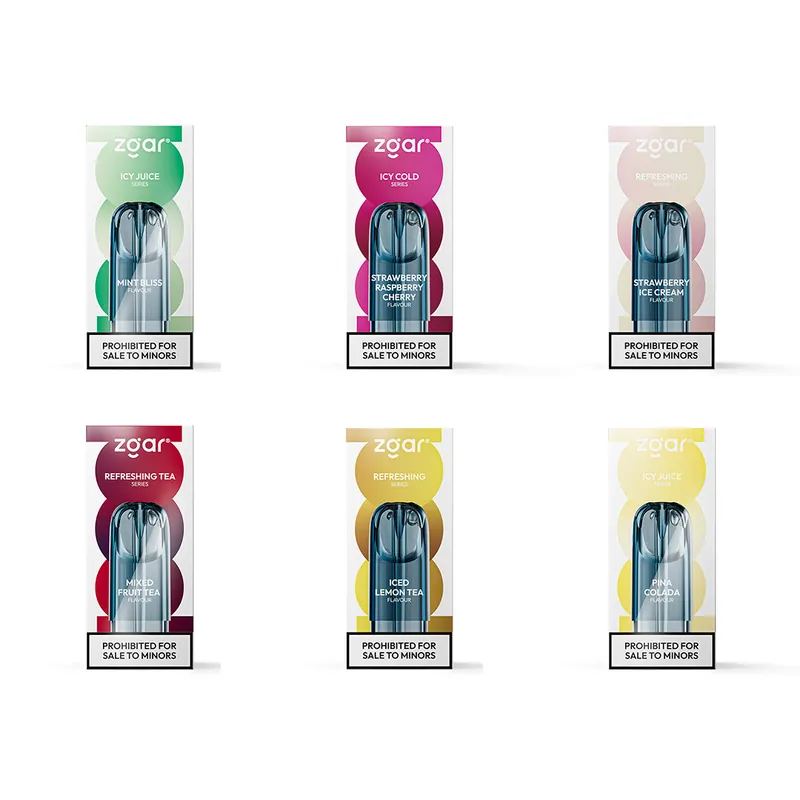 zgar®
ICY JUICE
SERIES
MINT BLISS
FLAVOUR
PROHIBITED FOR
SALE TO MINORS
zgar®
ICY COLD
SERIES
STRAWBERRY
RASPBERRY
CHERRY
FLAVOUR
PROHIBITED FOR
SALE TO MINORS
zgar®
REFRESHING
SERIES
STRAWBERRY
ICE CREAM
FLAVOUR
PROHIBITED FOR
SALE TO MINORS
zgar®
REFRESHING TEA
SERIES
MIXED
FRUIT TEA
FLAVOUR
PROHIBITED FOR
SALE TO MINORS
zgar®
REFRESHING
SERIES
ICED
LEMON TEA
FLAVOUR
PROHIBITED FOR
SALE TO MINORS
zgar®
ICY JUICE
SERIES
PINA
COLADA
FLAVOUR
PROHIBITED FOR
SALE TO MINORS